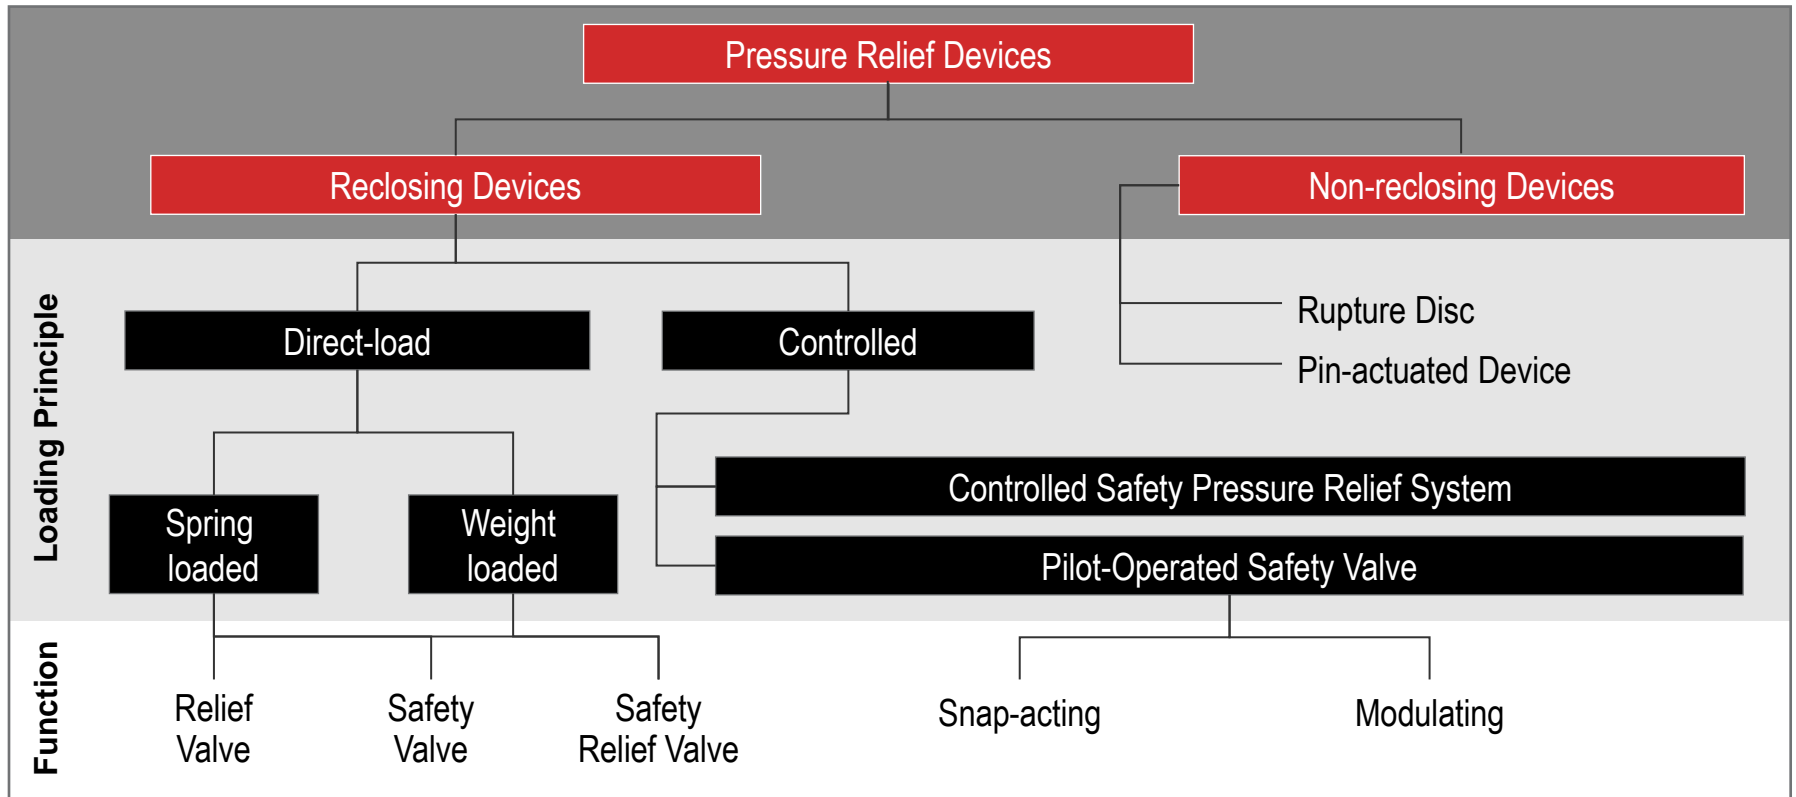 Pressure Relief Devices
Reclosing Devices
Non-reclosing Devices
Loading Principle
Direct-load
Controlled
Rupture Disc
Pin-actuated Device
Spring
loaded
Weight
loaded
Controlled Safety Pressure Relief System
Pilot-Operated Safety Valve
Function
Relief
Valve
Safety
Valve
Safety
Relief Valve
Snap-acting
Modulating